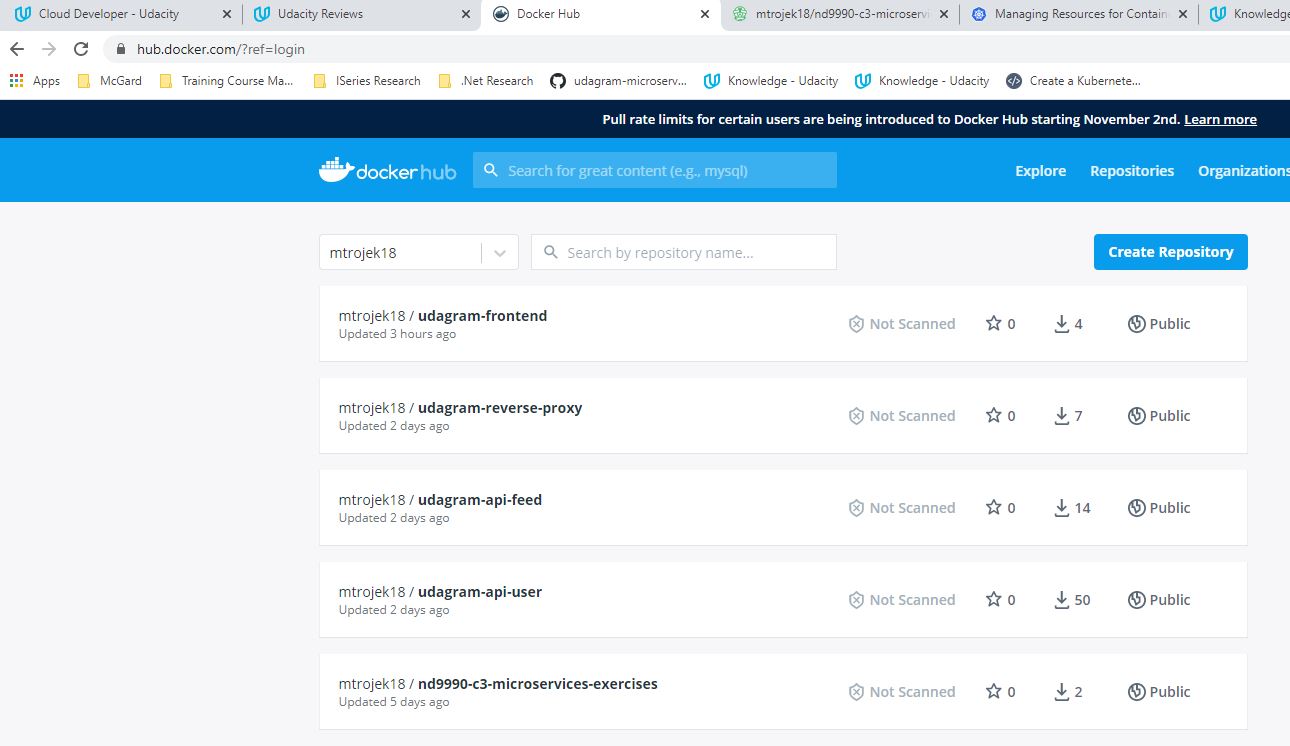 Cloud Developer - Udacity
Udacity Reviews
Docker Hub
mtrojek18/nd9990-c3-microservi
Managing Resources for Contain
Knowledge
hub.docker.com/?ref=login
Apps
McGard
Training Course Ma...
ISeries Research
.Net Research
udagram-microserv...
Knowledge - Udacity
Knowledge - Udacity
Create a Kubernete...
Pull rate limits for certain users are being introduced to Docker Hub starting November 2nd. Learn more
docker hub
Search for great content (e.g., mysql)
Explore
Repositories
Organizations
mtrojek18
Search by repository name...
Create Repository
mtrojek18 / udagram-frontend
Updated 3 hours ago
Not Scanned
0
4
Public
mtrojek18 / udagram-reverse-proxy
Updated 2 days ago
Not Scanned
0
7
Public
mtrojek18 / udagram-api-feed
Updated 2 days ago
Not Scanned
0
14
Public
mtrojek18 / udagram-api-user
Updated 2 days ago
Not Scanned
0
50
Public
mtrojek18 / nd9990-c3-microservices-exercises
Updated 5 days ago
Not Scanned
0
2
Public